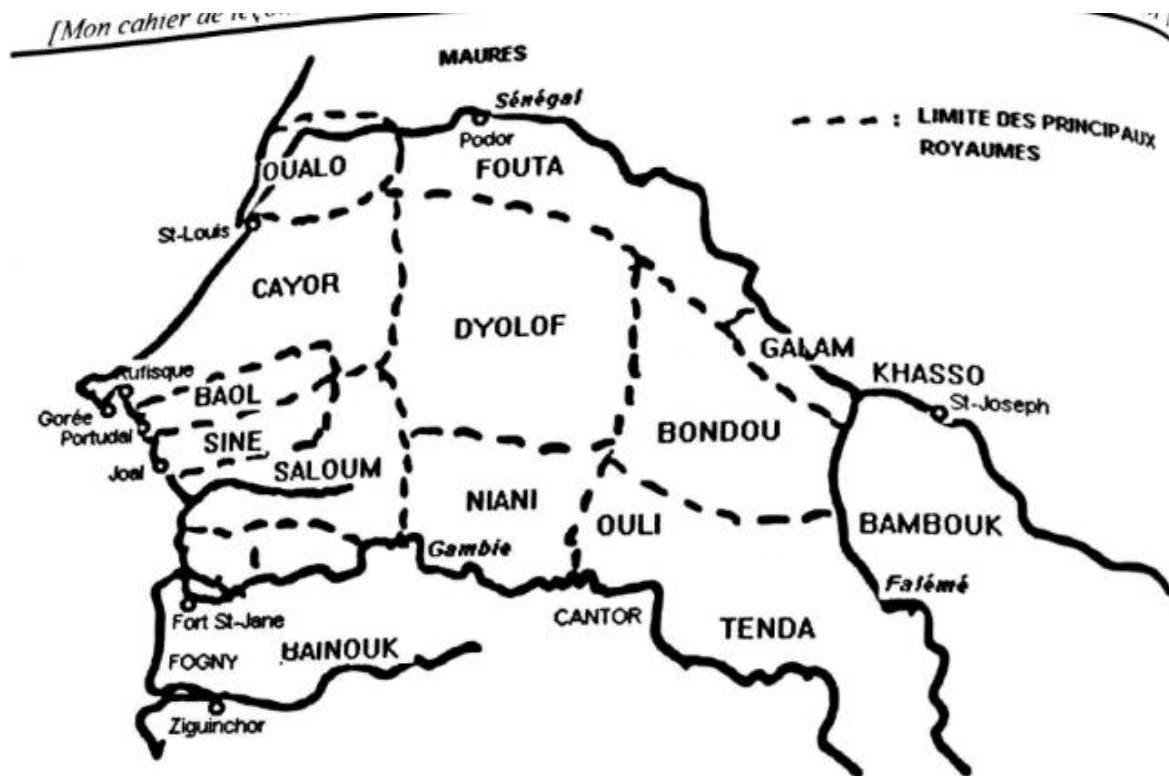 [Mon cahier de leçons
MAURES
Sénégal
Podor
LIMITE DES PRINCIPAUX
ROYAUMES
OUALO
FOUTA
St-Louis
CAYOR
DYOLOF
GALAM
KHASSO
St-Joseph
Rufisque
BAOL
Gorée
Portudal
SINE
Joal
SALOUM
BONDOU
NIANI
OULI
BAMBOUK
Gambie
Falémé
Fort St-Jane
CANTOR
TENDA
FOGNY
BAINOUK
Ziguinchor